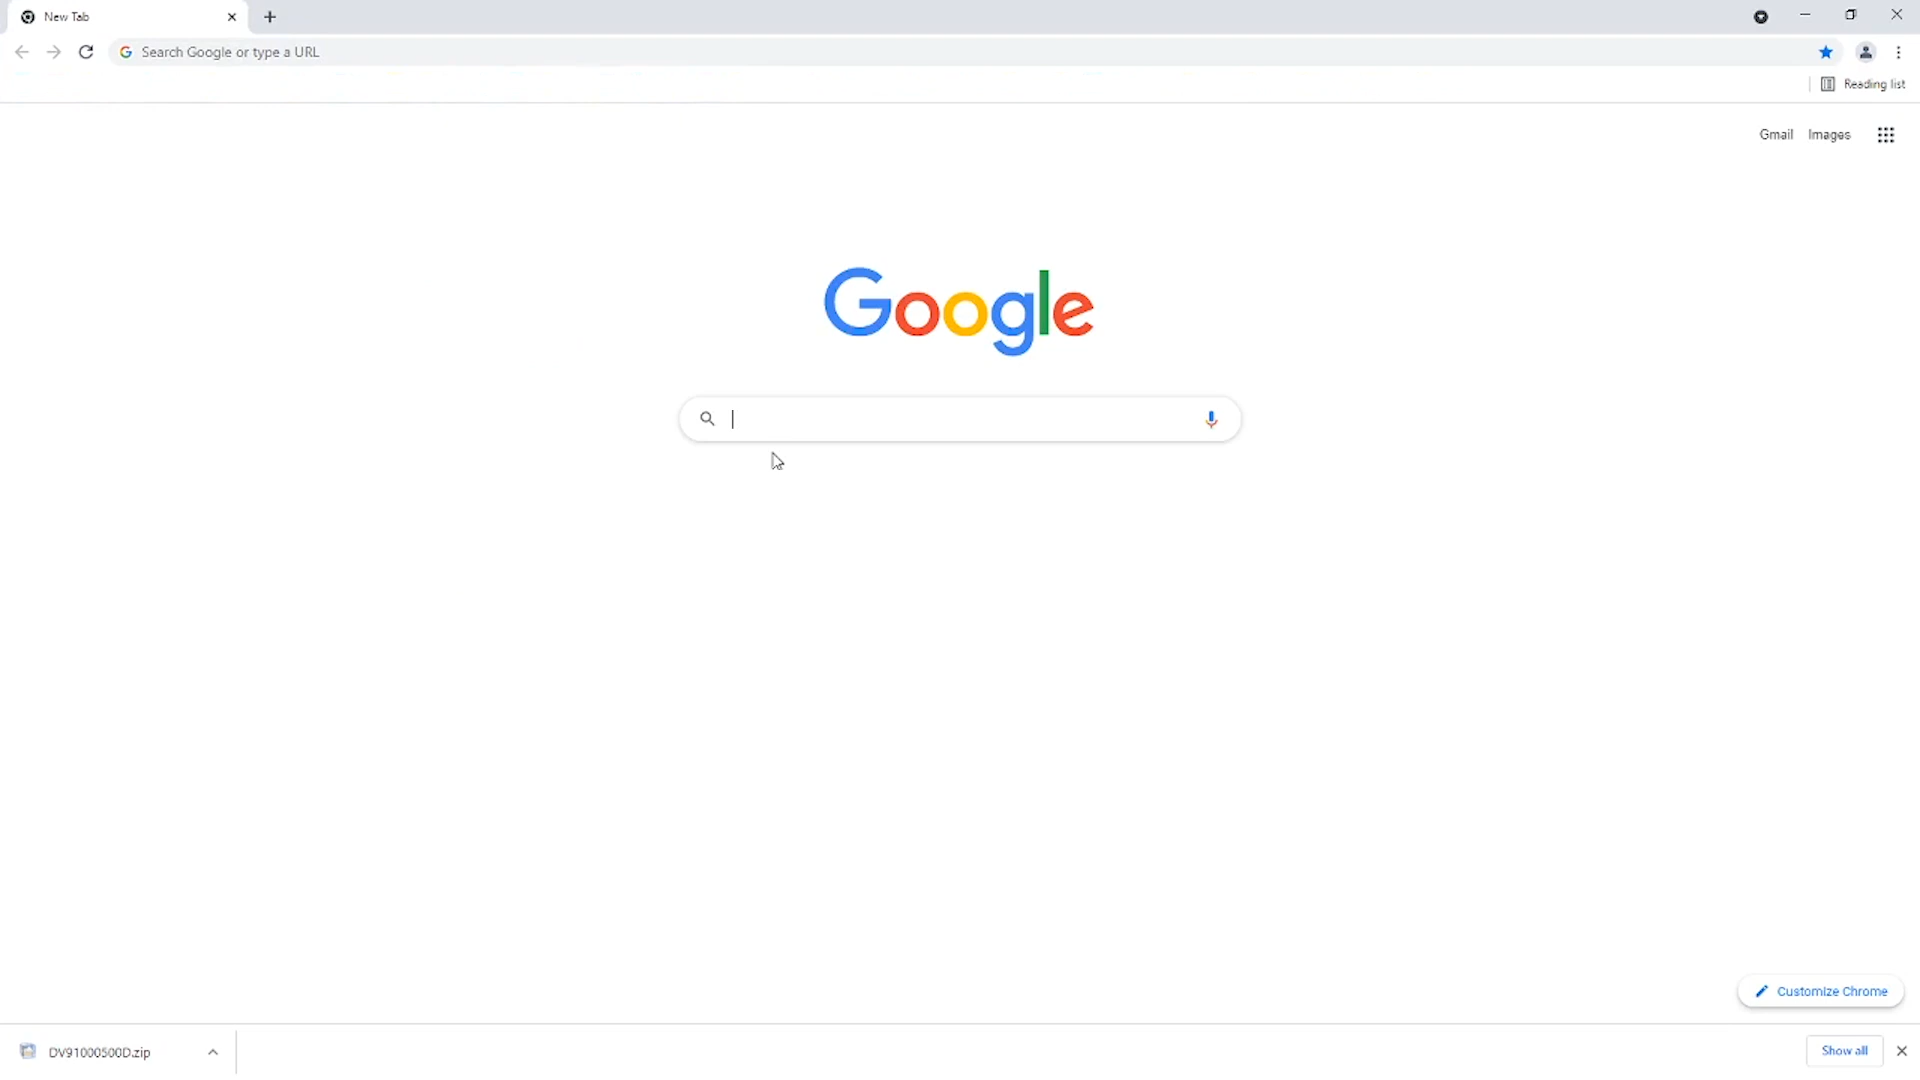 New Tab
Search Google or type a URL
Reading list
Gmail Images
Google
Customize Chrome
DV91000500D.zip
Show all